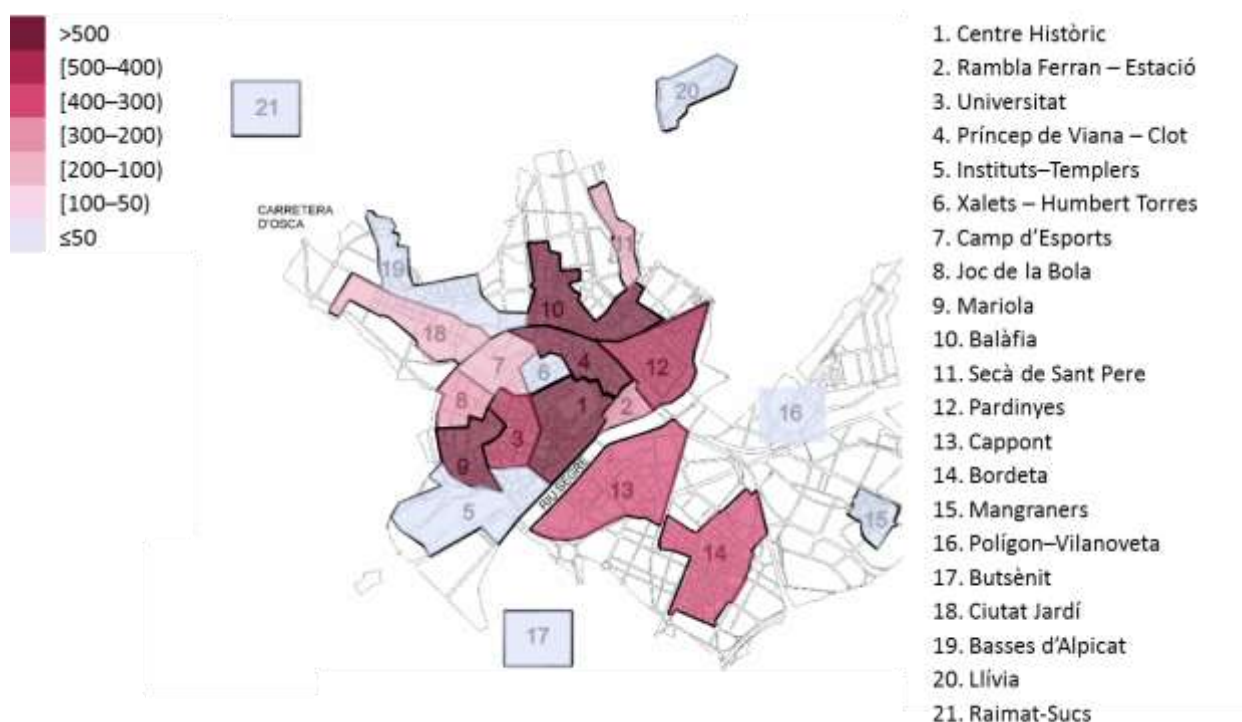 >500
[500–400)
[400–300)
[300–200)
[200–100)
[100–50)
≤50
21
20
CARRETERA
D'OSCA
11
19
10
18
4
7
6
12
8
1
2
16
3
9
RIU SEGRE
13
5
15
14
17
1. Centre Històric
2. Rambla Ferran – Estació
3. Universitat
4. Príncep de Viana – Clot
5. Instituts–Templers
6. Xalets – Humbert Torres
7. Camp d'Esports
8. Joc de la Bola
9. Mariola
10. Balàfia
11. Secà de Sant Pere
12. Pardinyes
13. Cappont
14. Bordeta
15. Mangraners
16. Polígon–Vilanoveta
17. Butsènit
18. Ciutat Jardí
19. Basses d'Alpicat
20. Llívia
21. Raimat-Sucs